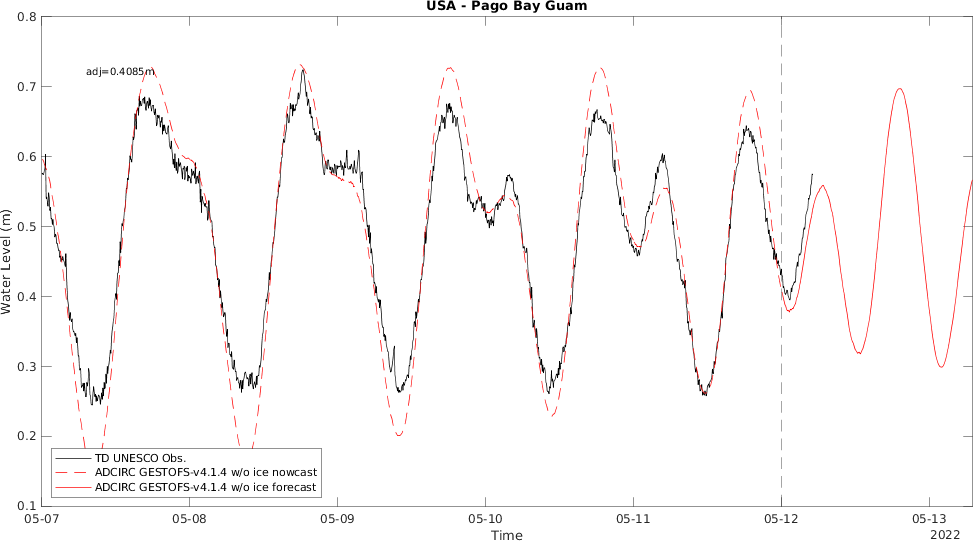 USA - Pago Bay Guam
adj=0.4085m
0.8
0.7
0.6
0.5
0.4
0.3
0.2
0.1
Water Level (m)
TD UNESCO Obs.
ADCIRC GESTOFS-v4.1.4 w/o ice nowcast
ADCIRC GESTOFS-v4.1.4 w/o ice forecast
05-07 05-08 05-09 05-10 05-11 05-12 05-13
Time
2022